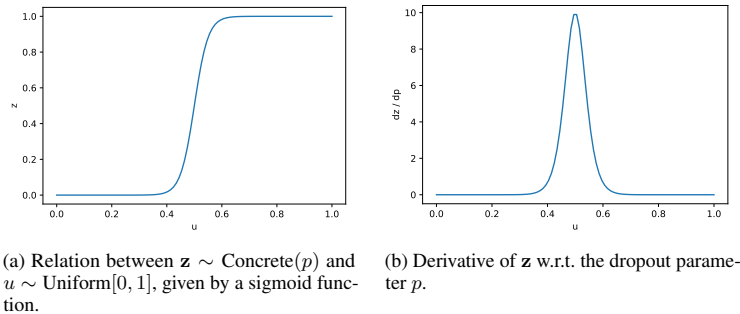 1.0
0.8
0.6
0.4
0.2
0.0
z
0.0 0.2 0.4 0.6 0.8 1.0
u
10
8
6
4
2
0
dz / dp
0.0 0.2 0.4 0.6 0.8 1.0
u
(a) Relation between z ∼ Concrete(p) and
u ∼ Uniform[0, 1], given by a sigmoid func-
tion.
(b) Derivative of z w.r.t. the dropout parame-
ter p.